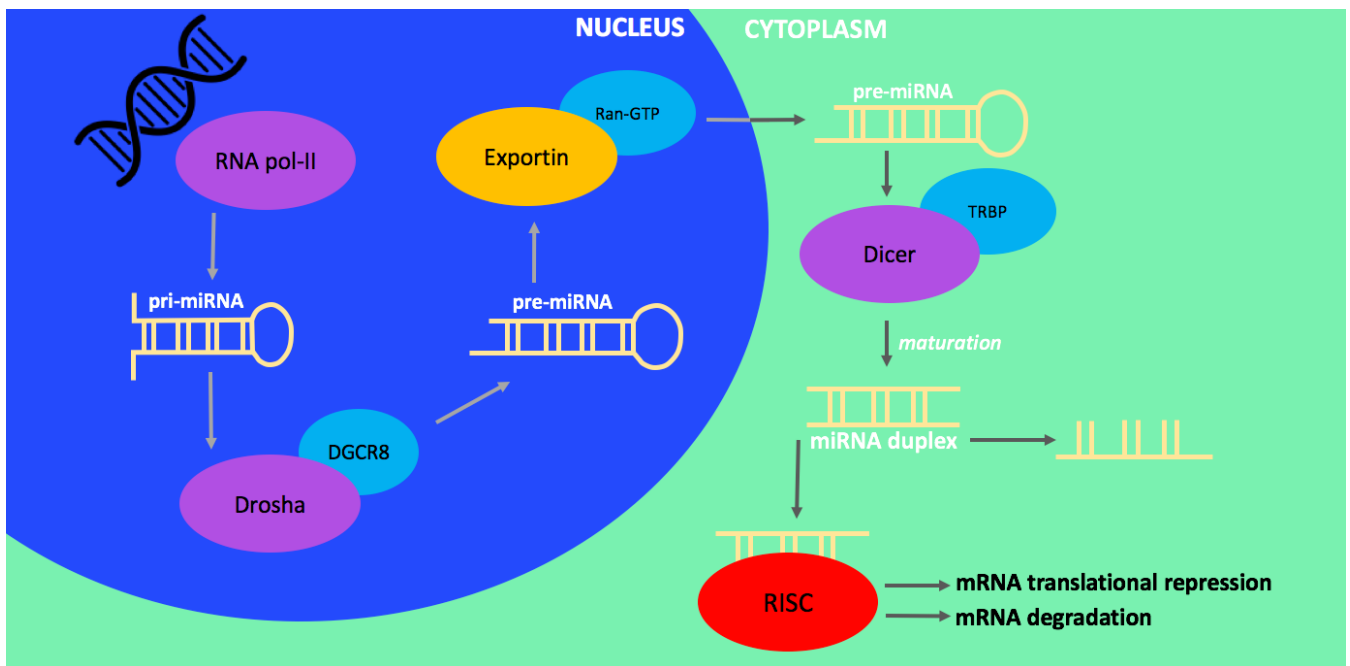 NUCLEUS
CYTOPLASM
RNA pol-II
pri-miRNA
Drosha
DGCR8
pre-miRNA
Exportin
Ran-GTP
pre-miRNA
Dicer
TRBP
maturation
miRNA duplex
RISC
mRNA translational repression
mRNA degradation